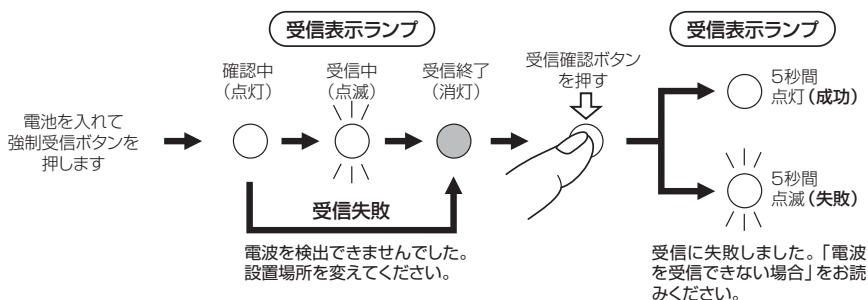 受信表示ランプ
確認中
(点灯)
受信中
(点滅)
受信終了
(消灯)
電池を入れて
強制受信ボタンを
押します
受信失敗
電波を検出できませんでした。
設置場所を変えてください。
受信確認ボタン
を押す
受信表示ランプ
5秒間
点灯(成功)
5秒間
点滅(失敗)
受信に失敗しました。「電波
を受信できない場合」をお読
みください。